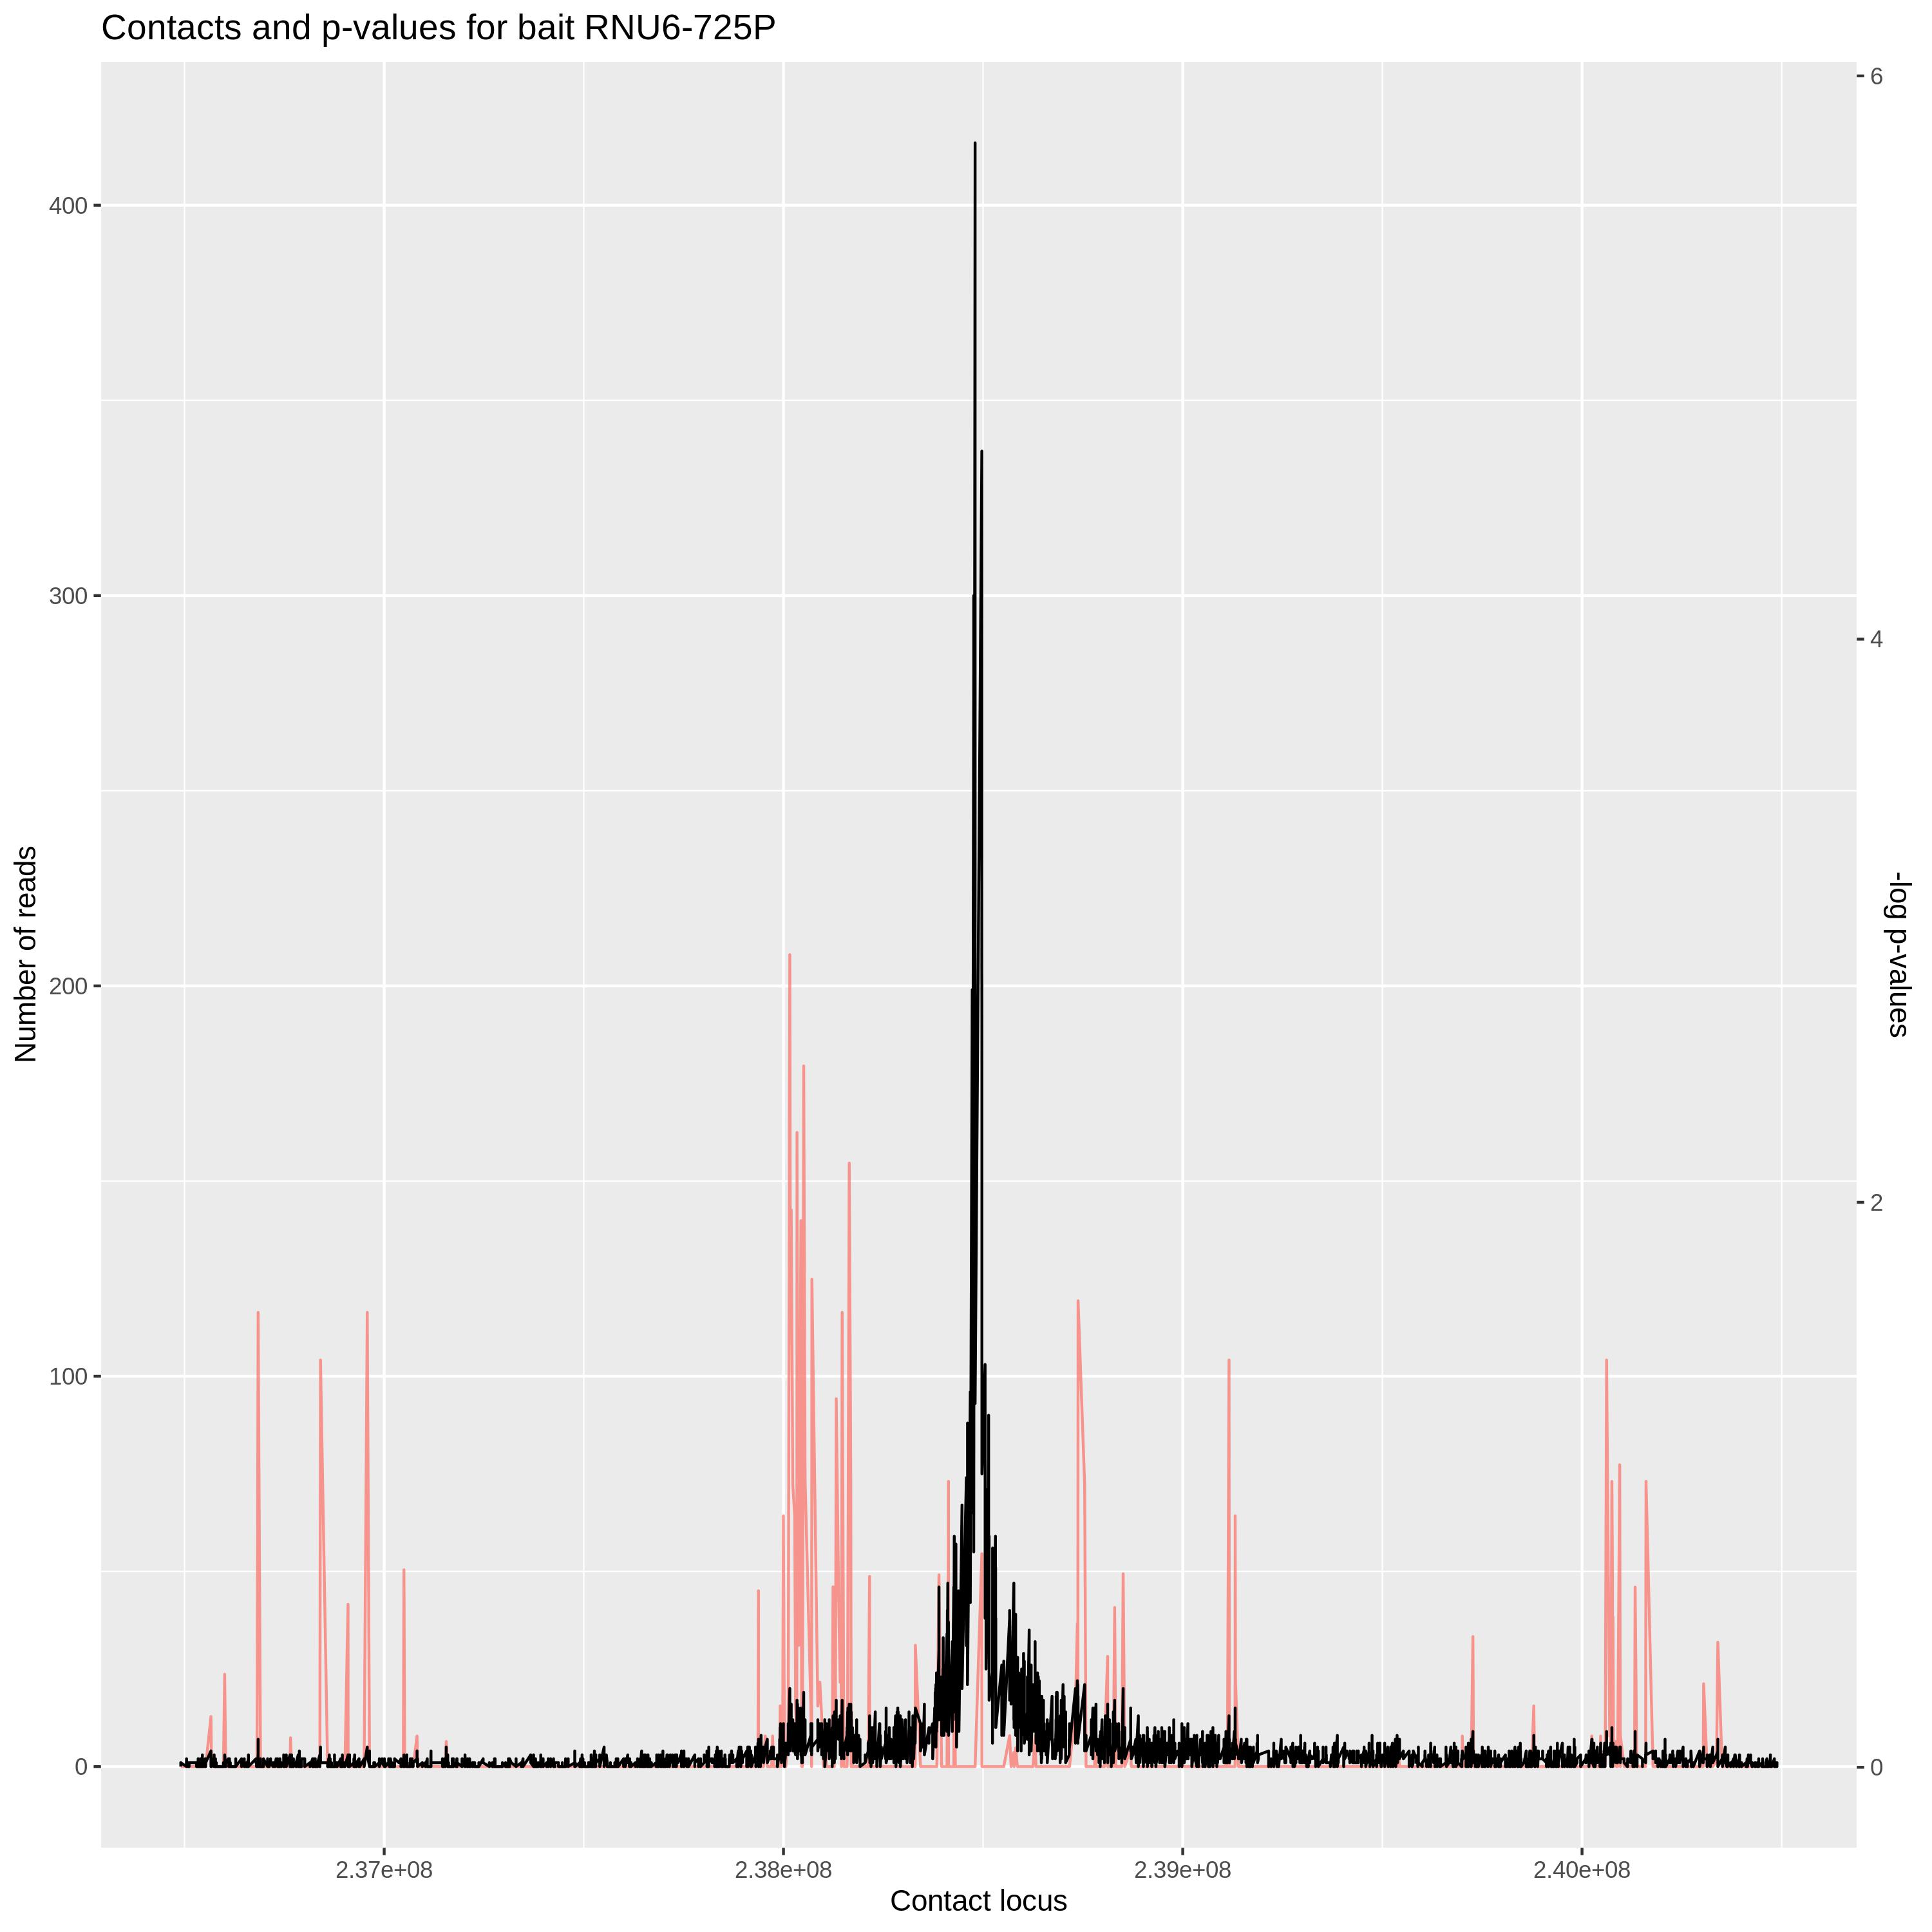 Contacts and p-values for bait RNU6-725P
Number of reads
400
300
200
100
0
6
4
2
0
-log p-values
2.37e+08 2.38e+08 2.39e+08 2.40e+08
Contact locus